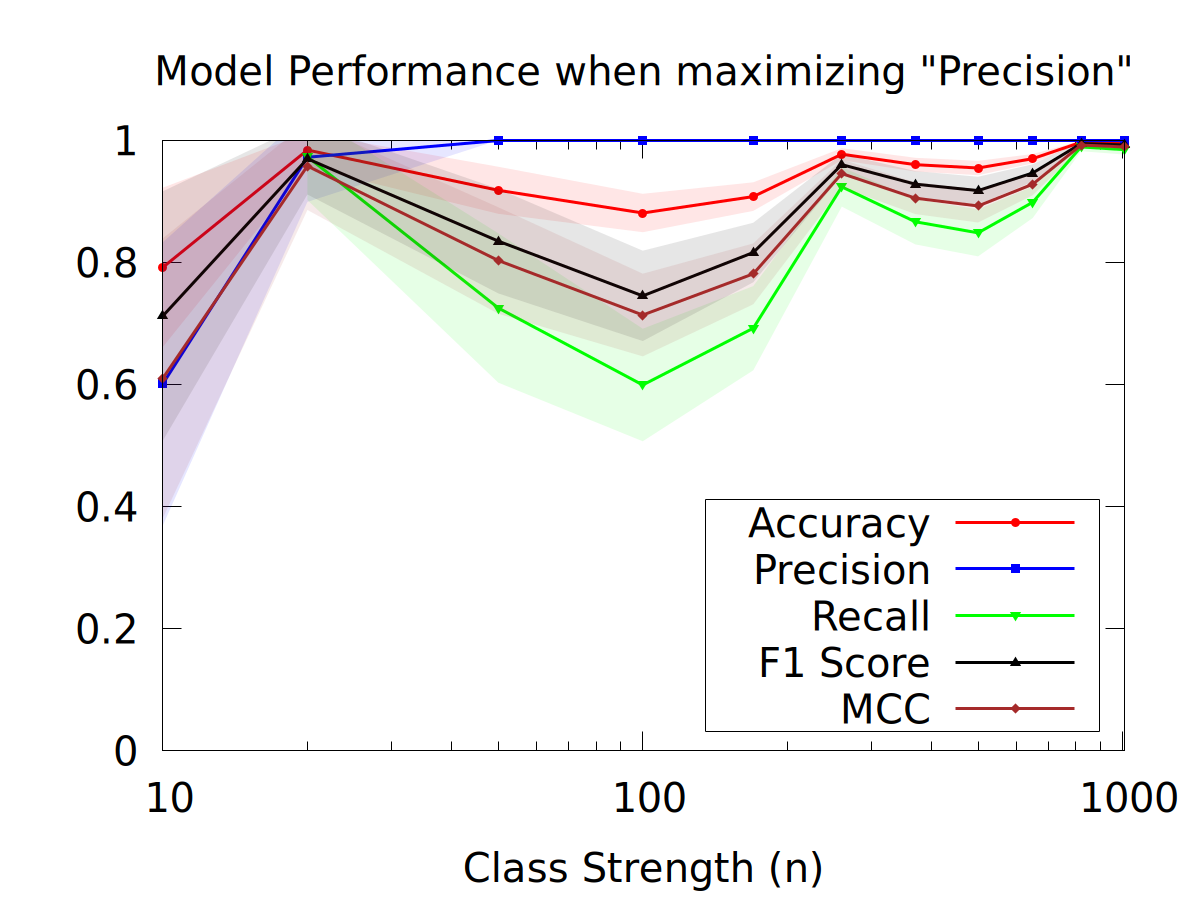 Model Performance when maximizing "Precision"
1
0.8
0.6
0.4
0.2
0
Accuracy
Precision
Recall
F1 Score
MCC
10 100 1000
Class Strength (n)